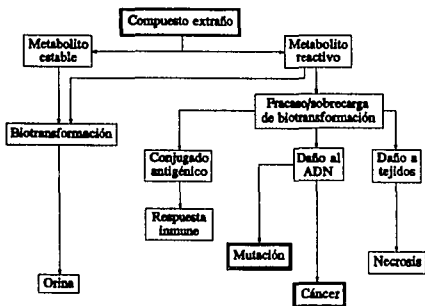 Compuesto extraño
Metabolito
estable
Metabolito
reactivo
Biotransformación
Fracaso/sobrecarga
de biotransformación
Conjugado
antigénico
Daño al
ADN
Daño a
tejidos
Respuesta
inmune
Mutación
Necrosis
Orina
Cáncer